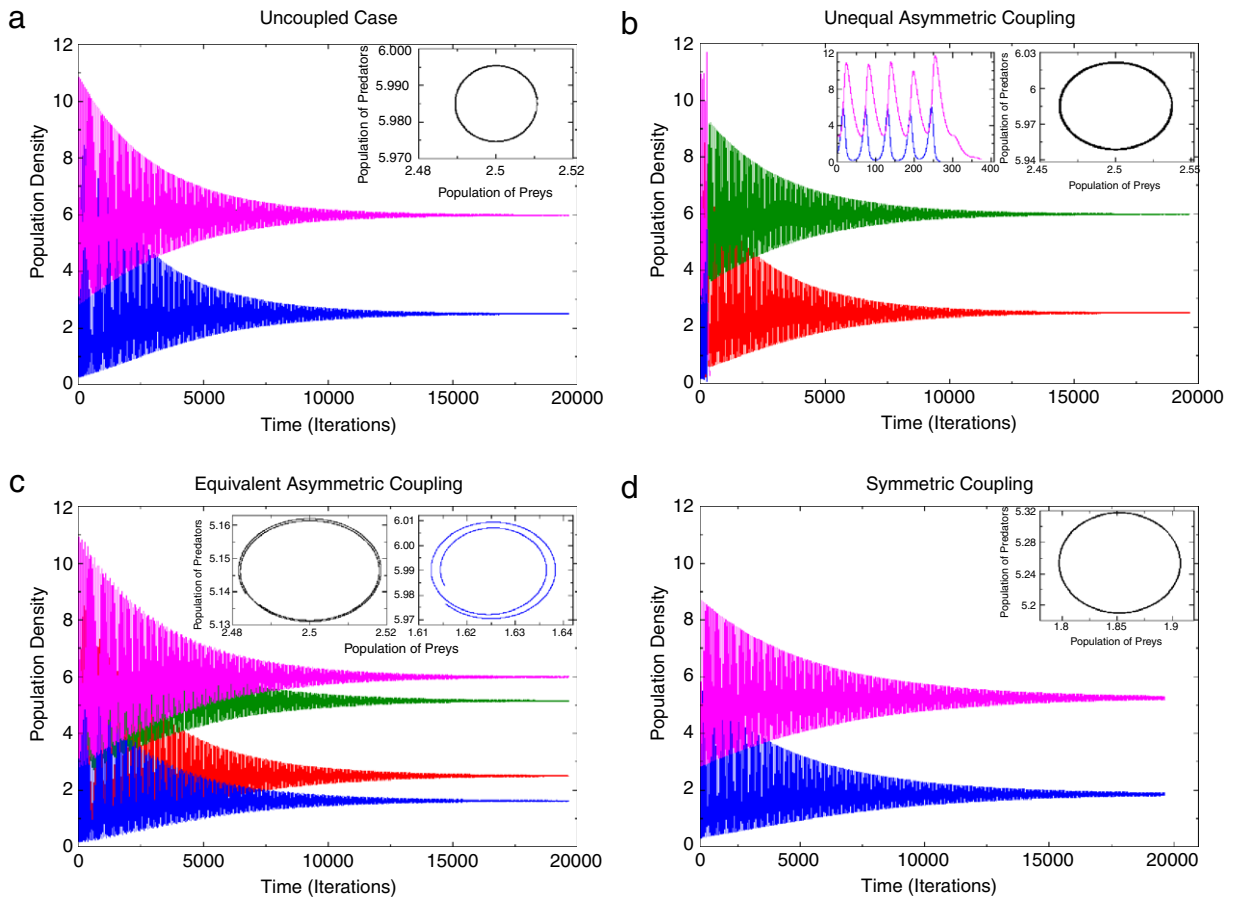 a
Uncoupled Case
Population Density
12
10
8
6
4
2
0
0 5000 10000 15000 20000
Time (Iterations)
Population of Predators
6.000
5.990
5.980
5.970
2.48 2.5 2.52
Population of Preys
b
Unequal Asymmetric Coupling
Population Density
12
10
8
6
4
2
0
0 5000 10000 15000 20000
Time (Iterations)
12
9
6
3
0
0 100 200 300 400
Population of Predators
6.03
6
5.97
5.94
2.45 2.5 2.55
Population of Preys
c
Equivalent Asymmetric Coupling
Population Density
12
10
8
6
4
2
0
0 5000 10000 15000 20000
Time (Iterations)
Population of Predators
5.16
5.15
5.14
5.13
2.48 2.5 2.52
6.01
6.00
5.99
5.97
1.61 1.62 1.63 1.64
Population of Preys
d
Symmetric Coupling
Population Density
12
10
8
6
4
2
0
0 5000 10000 15000 20000
Time (Iterations)
Population of Predators
5.32
5.28
5.24
5.2
1.8 1.85 1.9
Population of Preys